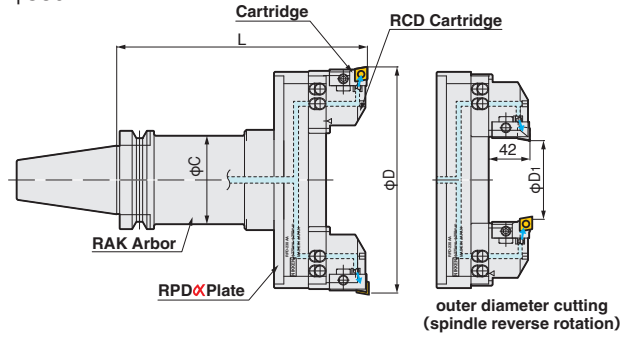 Cartridge
RCD Cartridge
L
φC
φD
42
φD1
RAK Arbor
RPDαPlate
outer diameter cutting
(spindle reverse rotation)